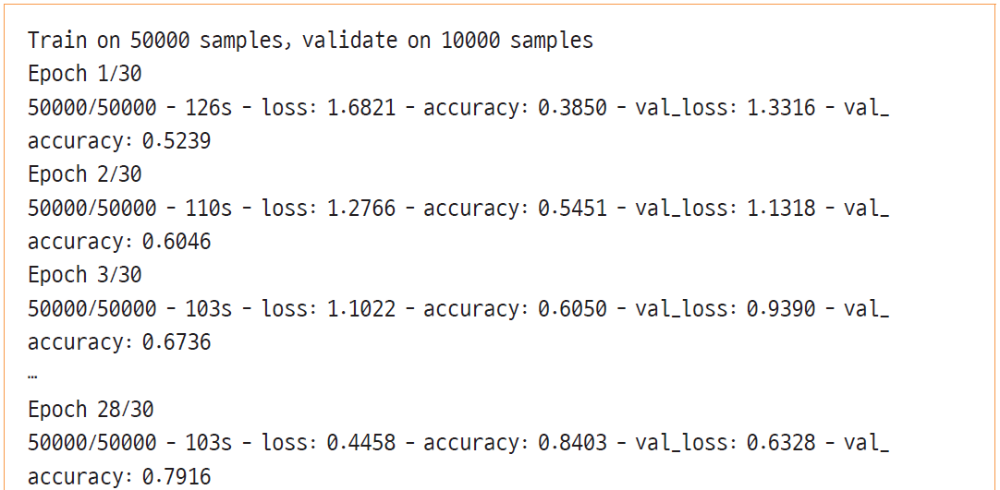 Train on 50000 samples, validate on 10000 samples
Epoch 1/30
50000/50000 - 126s - loss: 1.6821 - accuracy: 0.3850 - val_loss: 1.3316 - val_
accuracy: 0.5239
Epoch 2/30
50000/50000 - 110s - loss: 1.2766 - accuracy: 0.5451 - val_loss: 1.1318 - val_
accuracy: 0.6046
Epoch 3/30
50000/50000 - 103s - loss: 1.1022 - accuracy: 0.6050 - val_loss: 0.9390 - val_
accuracy: 0.6736
…
Epoch 28/30
50000/50000 - 103s - loss: 0.4458 - accuracy: 0.8403 - val_loss: 0.6328 - val_
accuracy: 0.7916